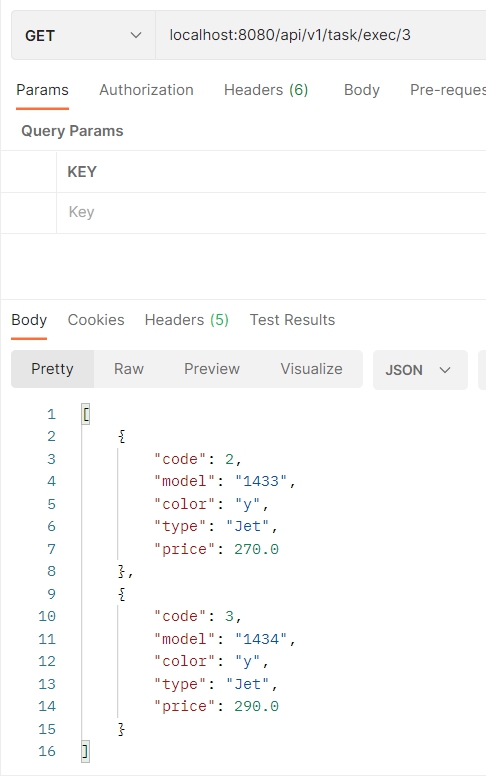 GET localhost:8080/api/v1/task/exec/3
Params Authorization Headers (6) Body Pre-reques
Query Params
KEY
Key
Body Cookies Headers (5) Test Results
Pretty Raw Preview Visualize JSON
1 [
2 {
3 "code": 2,
4 "model": "1433",
5 "color": "y",
6 "type": "Jet",
7 "price": 270.0
8 },
9 {
10 "code": 3,
11 "model": "1434",
12 "color": "y",
13 "type": "Jet",
14 "price": 290.0
15 }
16 ]